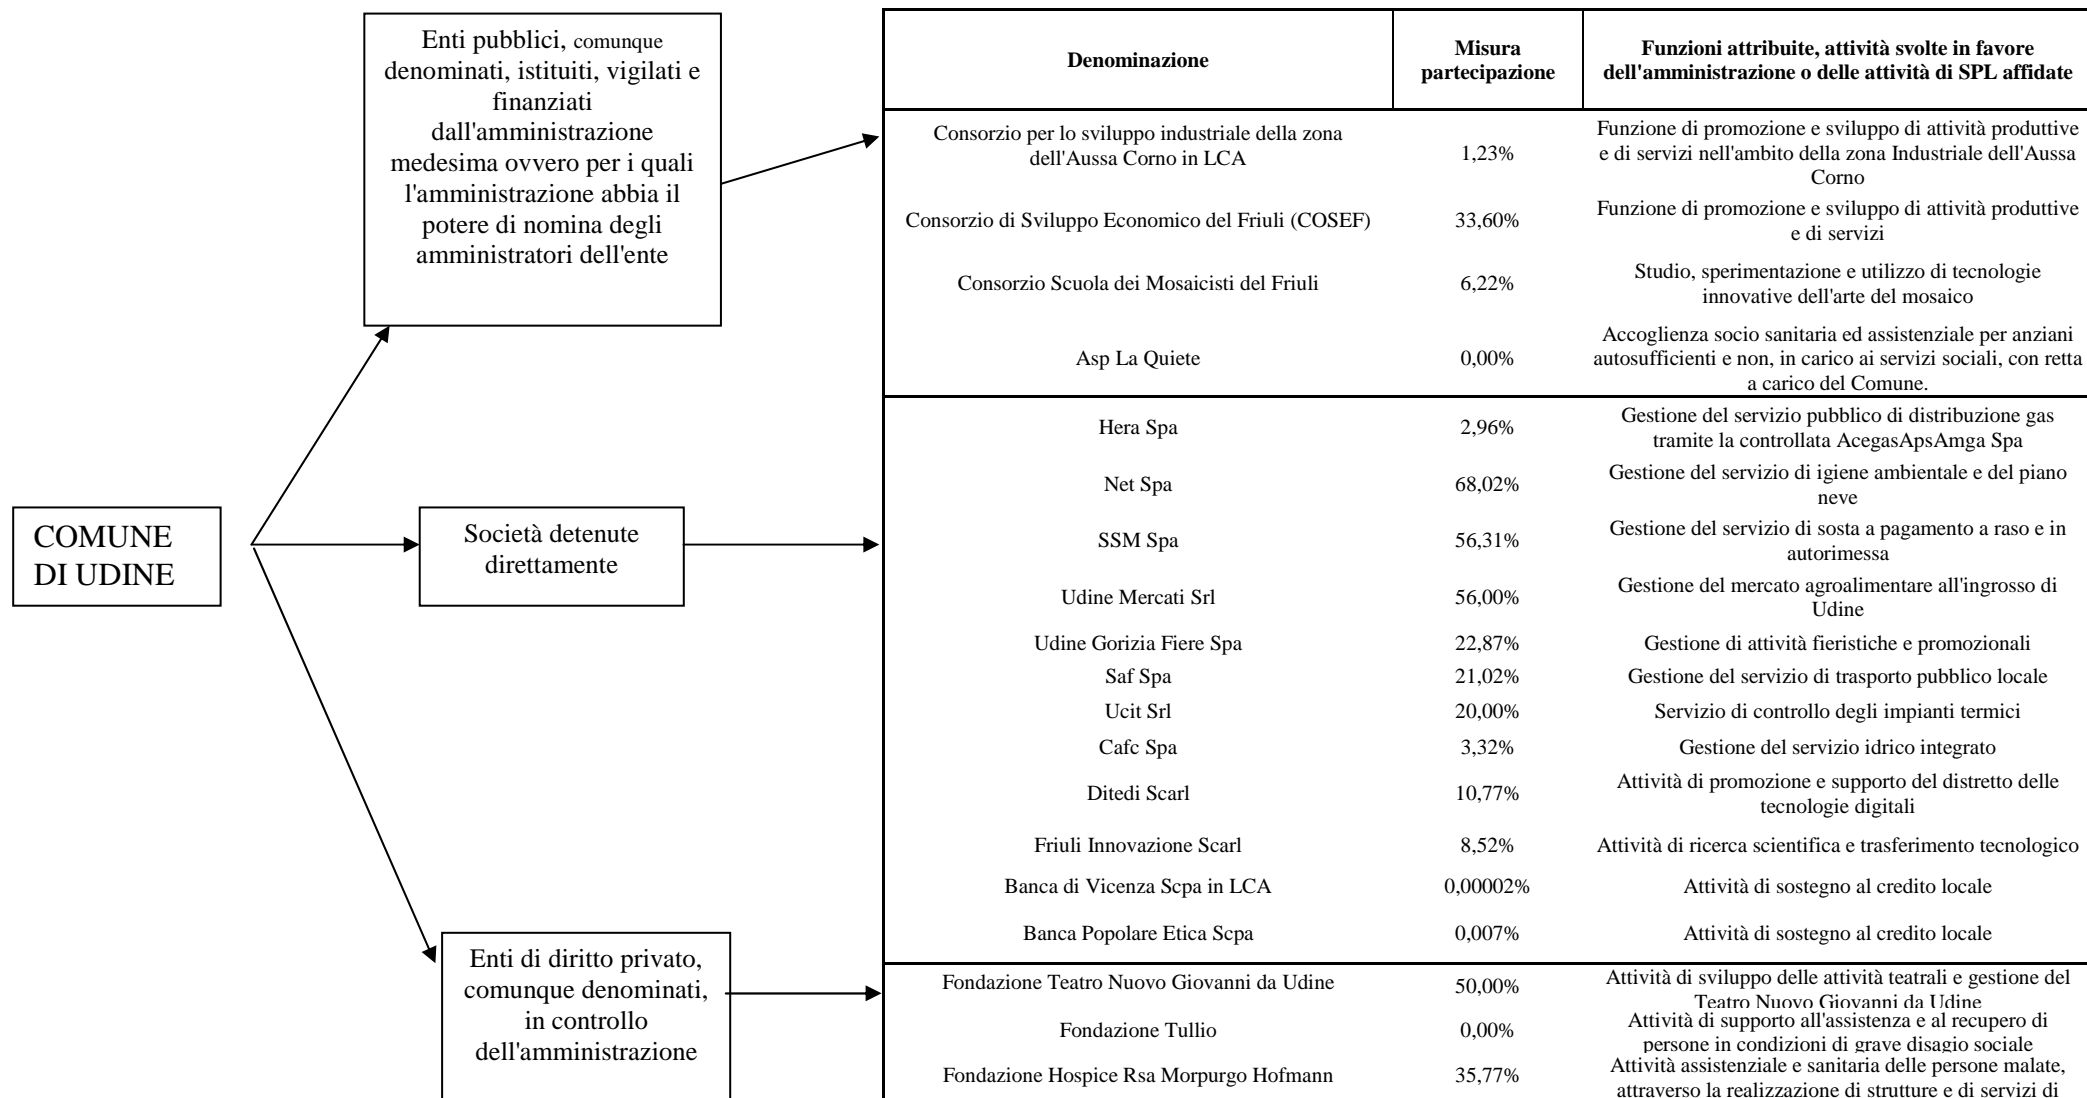 Enti pubblici, comunque
denominati, istituiti, vigilati e
finanziati
dall'amministrazione
medesima ovvero per i quali
l'amministrazione abbia il
potere di nomina degli
amministratori dell'ente
COMUNE
DI UDINE
Società detenute
direttamente
Enti di diritto privato,
comunque denominati,
in controllo
dell'amministrazione
Denominazione
Misura
partecipazione
Funzioni attribuite, attività svolte in favore
dell'amministrazione o delle attività di SPL affidate
Consorzio per lo sviluppo industriale della zona
dell'Aussa Corno in LCA
1,23%
Funzione di promozione e sviluppo di attività produttive
e di servizi nell'ambito della zona Industriale dell'Aussa
Corno
Consorzio di Sviluppo Economico del Friuli (COSEF)
33,60%
Funzione di promozione e sviluppo di attività produttive
e di servizi
Consorzio Scuola dei Mosaicisti del Friuli
6,22%
Studio, sperimentazione e utilizzo di tecnologie
innovative dell'arte del mosaico
Asp La Quiete
0,00%
Accoglienza socio sanitaria ed assistenziale per anziani
autosufficienti e non, in carico ai servizi sociali, con retta
a carico del Comune.
Hera Spa
2,96%
Gestione del servizio pubblico di distribuzione gas
tramite la controllata AcegasApsAmga Spa
Net Spa
68,02%
Gestione del servizio di igiene ambientale e del piano
neve
SSM Spa
56,31%
Gestione del servizio di sosta a pagamento a raso e in
autorimessa
Udine Mercati Srl
56,00%
Gestione del mercato agroalimentare all'ingrosso di
Udine
Udine Gorizia Fiere Spa
22,87%
Gestione di attività fieristiche e promozionali
Saf Spa
21,02%
Gestione del servizio di trasporto pubblico locale
Ucit Srl
20,00%
Servizio di controllo degli impianti termici
Cafc Spa
3,32%
Gestione del servizio idrico integrato
Ditedi Scarl
10,77%
Attività di promozione e supporto del distretto delle
tecnologie digitali
Friuli Innovazione Scarl
8,52%
Attività di ricerca scientifica e trasferimento tecnologico
Banca di Vicenza Scpa in LCA
0,00002%
Attività di sostegno al credito locale
Banca Popolare Etica Scpa
0,007%
Attività di sostegno al credito locale
Fondazione Teatro Nuovo Giovanni da Udine
50,00%
Attività di sviluppo delle attività teatrali e gestione del
Teatro Nuovo Giovanni da Udine
Fondazione Tullio
0,00%
Attività di supporto all'assistenza e al recupero di
persone in condizioni di grave disagio sociale
Fondazione Hospice Rsa Morpurgo Hofmann
35,77%
Attività assistenziale e sanitaria delle persone malate,
attraverso la realizzazione di strutture e di servizi di